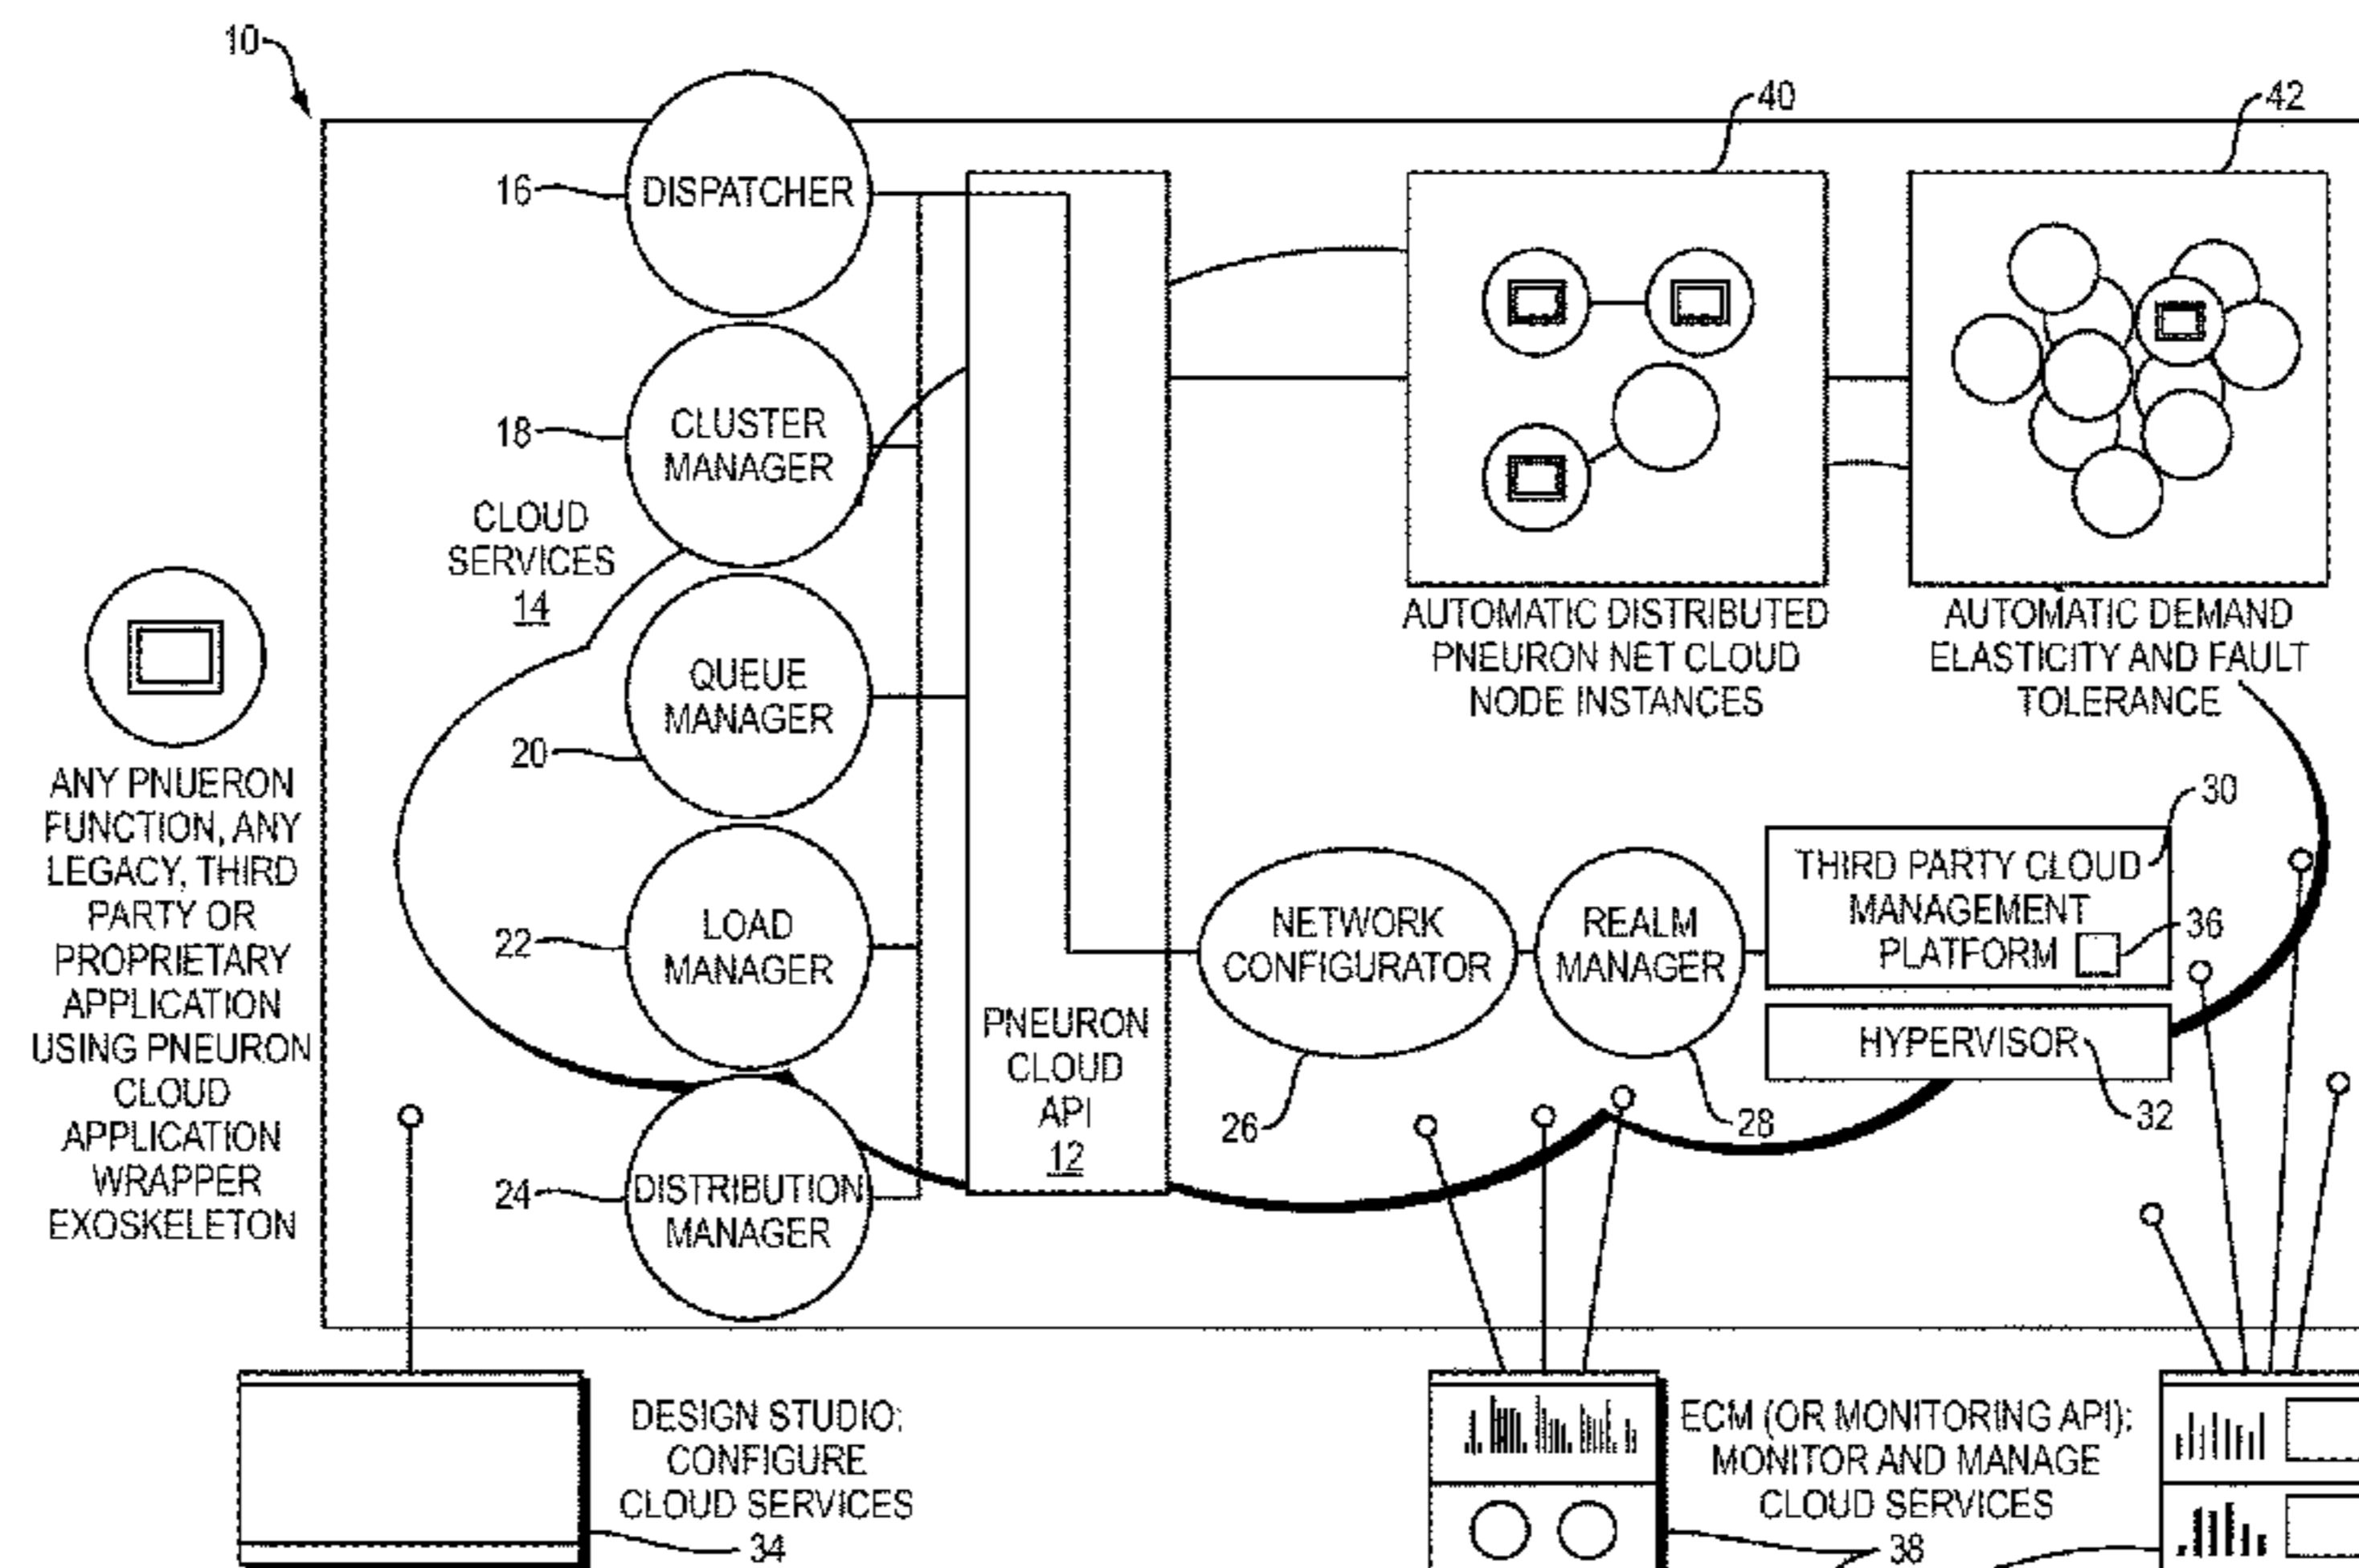 10
40
42
16
DISPATCHER
18
CLUSTER
MANAGER
CLOUD
SERVICES
14
QUEUE
MANAGER
20
22
LOAD
MANAGER
24
DISTRIBUTION
MANAGER
PNEURON
CLOUD
API
12
AUTOMATIC DISTRIBUTED
PNEURON NET CLOUD
NODE INSTANCES
AUTOMATIC DEMAND
ELASTICITY AND FAULT
TOLERANCE
ANY PNUERON
FUNCTION, ANY
LEGACY, THIRD
PARTY OR
PROPRIETARY
APPLICATION
USING PNEURON
CLOUD
APPLICATION
WRAPPER
EXOSKELETON
NETWORK
CONFIGURATOR
26
REALM
MANAGER
28
30
THIRD PARTY CLOUD
MANAGEMENT
PLATFORM
36
HYPERVISOR
32
DESIGN STUDIO:
CONFIGURE
CLOUD SERVICES
34
ECM (OR MONITORING API):
MONITOR AND MANAGE
CLOUD SERVICES
38